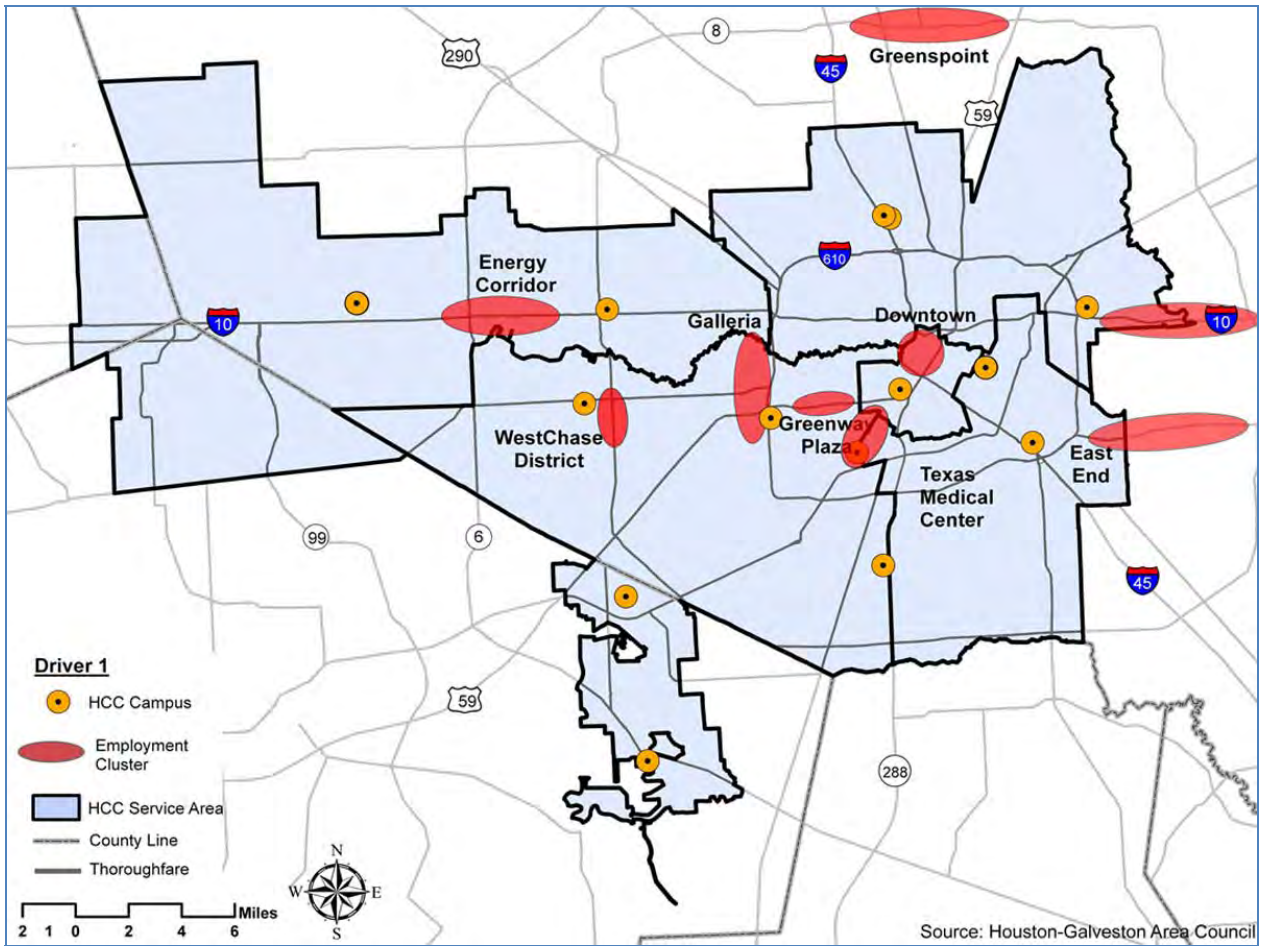 8
290
45
Greenspoint
59
610
Energy
Corridor
10
Galleria
Downtown
10
WestChase
District
Greenway
Plaza
East
End
Texas
Medical
Center
99
6
45
Driver 1
HCC Campus
59
Employment
Cluster
288
HCC Service Area
County Line
Thoroughfare
N
W
E
S
Miles
2 1 0 2 4 6
Source: Houston-Galveston Area Council